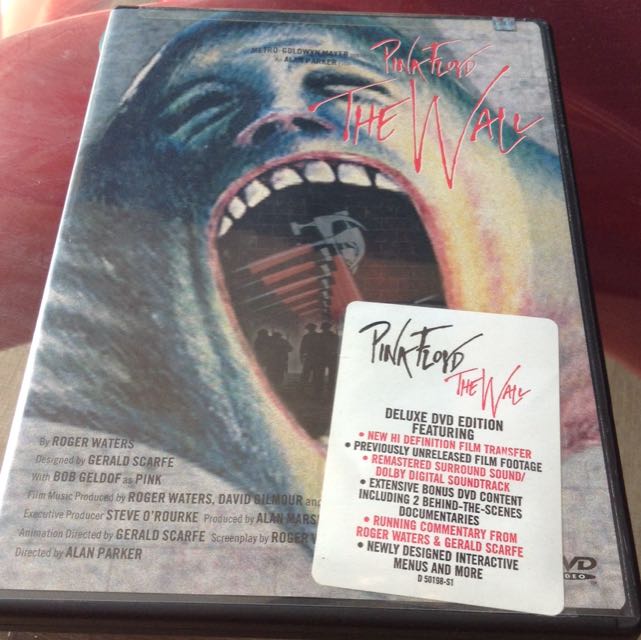 METRO-GOLDWYN-MAYER
An ALAN PARKER
PINK FLOYD
THE WALL
PINK FLOYD
THE WALL
DELUXE DVD EDITION
FEATURING
• NEW HI DEFINITION FILM TRANSFER
• PREVIOUSLY UNRELEASED FILM FOOTAGE
• REMASTERED SURROUND SOUND/
DOLBY DIGITAL SOUNDTRACK
• EXTENSIVE BONUS DVD CONTENT
INCLUDING 2 BEHIND-THE-SCENES
DOCUMENTARIES
• RUNNING COMMENTARY FROM
ROGER WATERS & GERALD SCARFE
• NEWLY DESIGNED INTERACTIVE
MENUS AND MORE
D 50198-S1
By ROGER WATERS
Designed by GERALD SCARFE
With BOB GELDOF as PINK
Film Music Produced by ROGER WATERS, DAVID GILMOUR and
Executive Producer STEVE O'ROURKE Produced by ALAN MARS
Animation Directed by GERALD SCARFE Screenplay by ROGER
Directed by ALAN PARKER
VIDEO